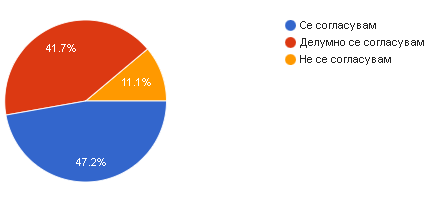 Се согласувам
Делумно се согласувам
Не се согласувам
41.7%
11.1%
47.2%